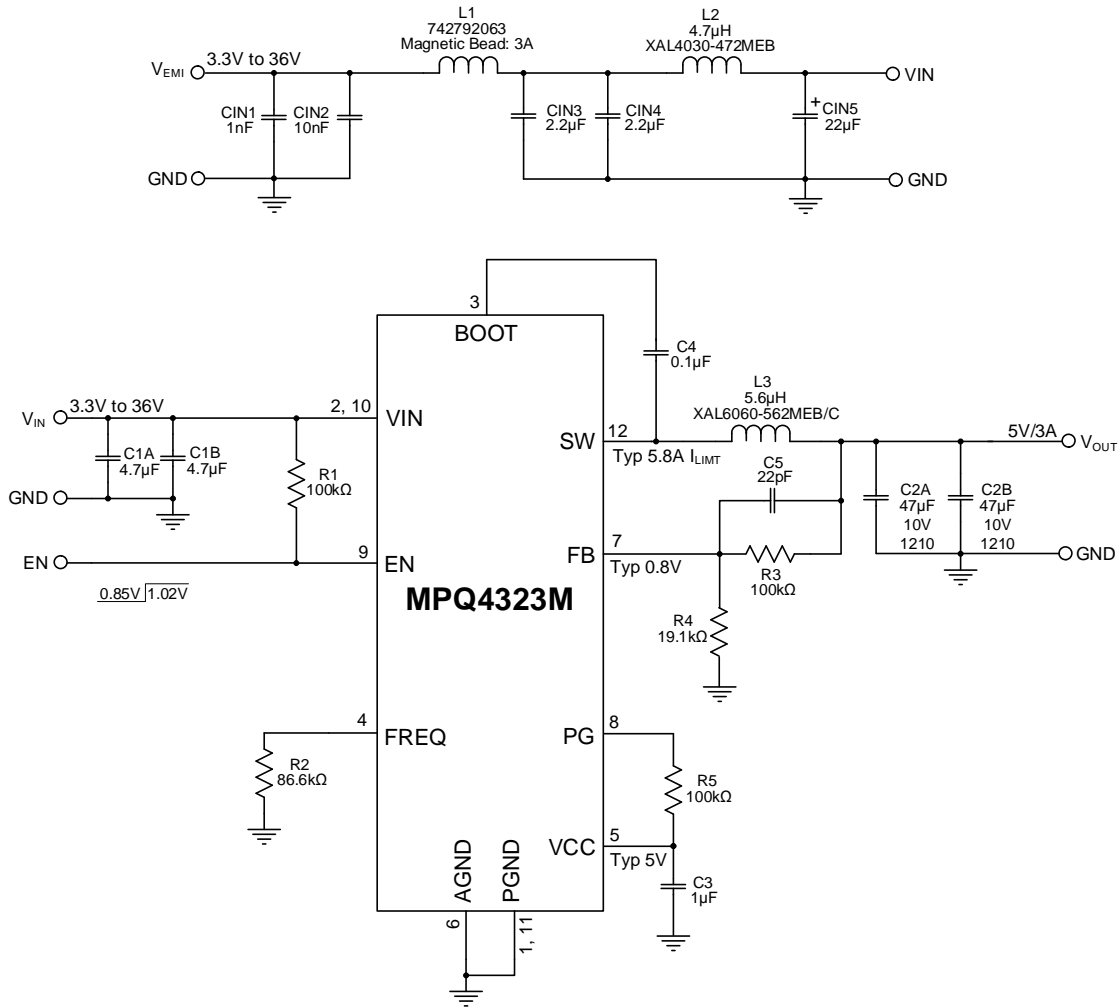 L1
742792063
Magnetic Bead: 3A
L2
4.7µH
XAL4030-472MEB
VEMI
3.3V to 36V
VIN
CIN1
1nF
CIN2
10nF
CIN3
2.2µF
CIN4
2.2µF
+
CIN5
22µF
GND
GND
3
BOOT
C4
0.1µF
VIN
3.3V to 36V
2, 10
VIN
C1A
4.7µF
C1B
4.7µF
R1
100kΩ
GND
EN
9
EN
0.85V
1.02V
MPQ4323M
SW
12
Typ 5.8A ILIMT
L3
5.6µH
XAL6060-562MEB/C
5V/3A
VOUT
C5
22pF
C2A
47µF
10V
1210
C2B
47µF
10V
1210
GND
FB
7
Typ 0.8V
R3
100kΩ
R4
19.1kΩ
4
FREQ
R2
86.6kΩ
PG
8
R5
100kΩ
VCC
5
Typ 5V
C3
1µF
AGND
PGND
6
1, 11